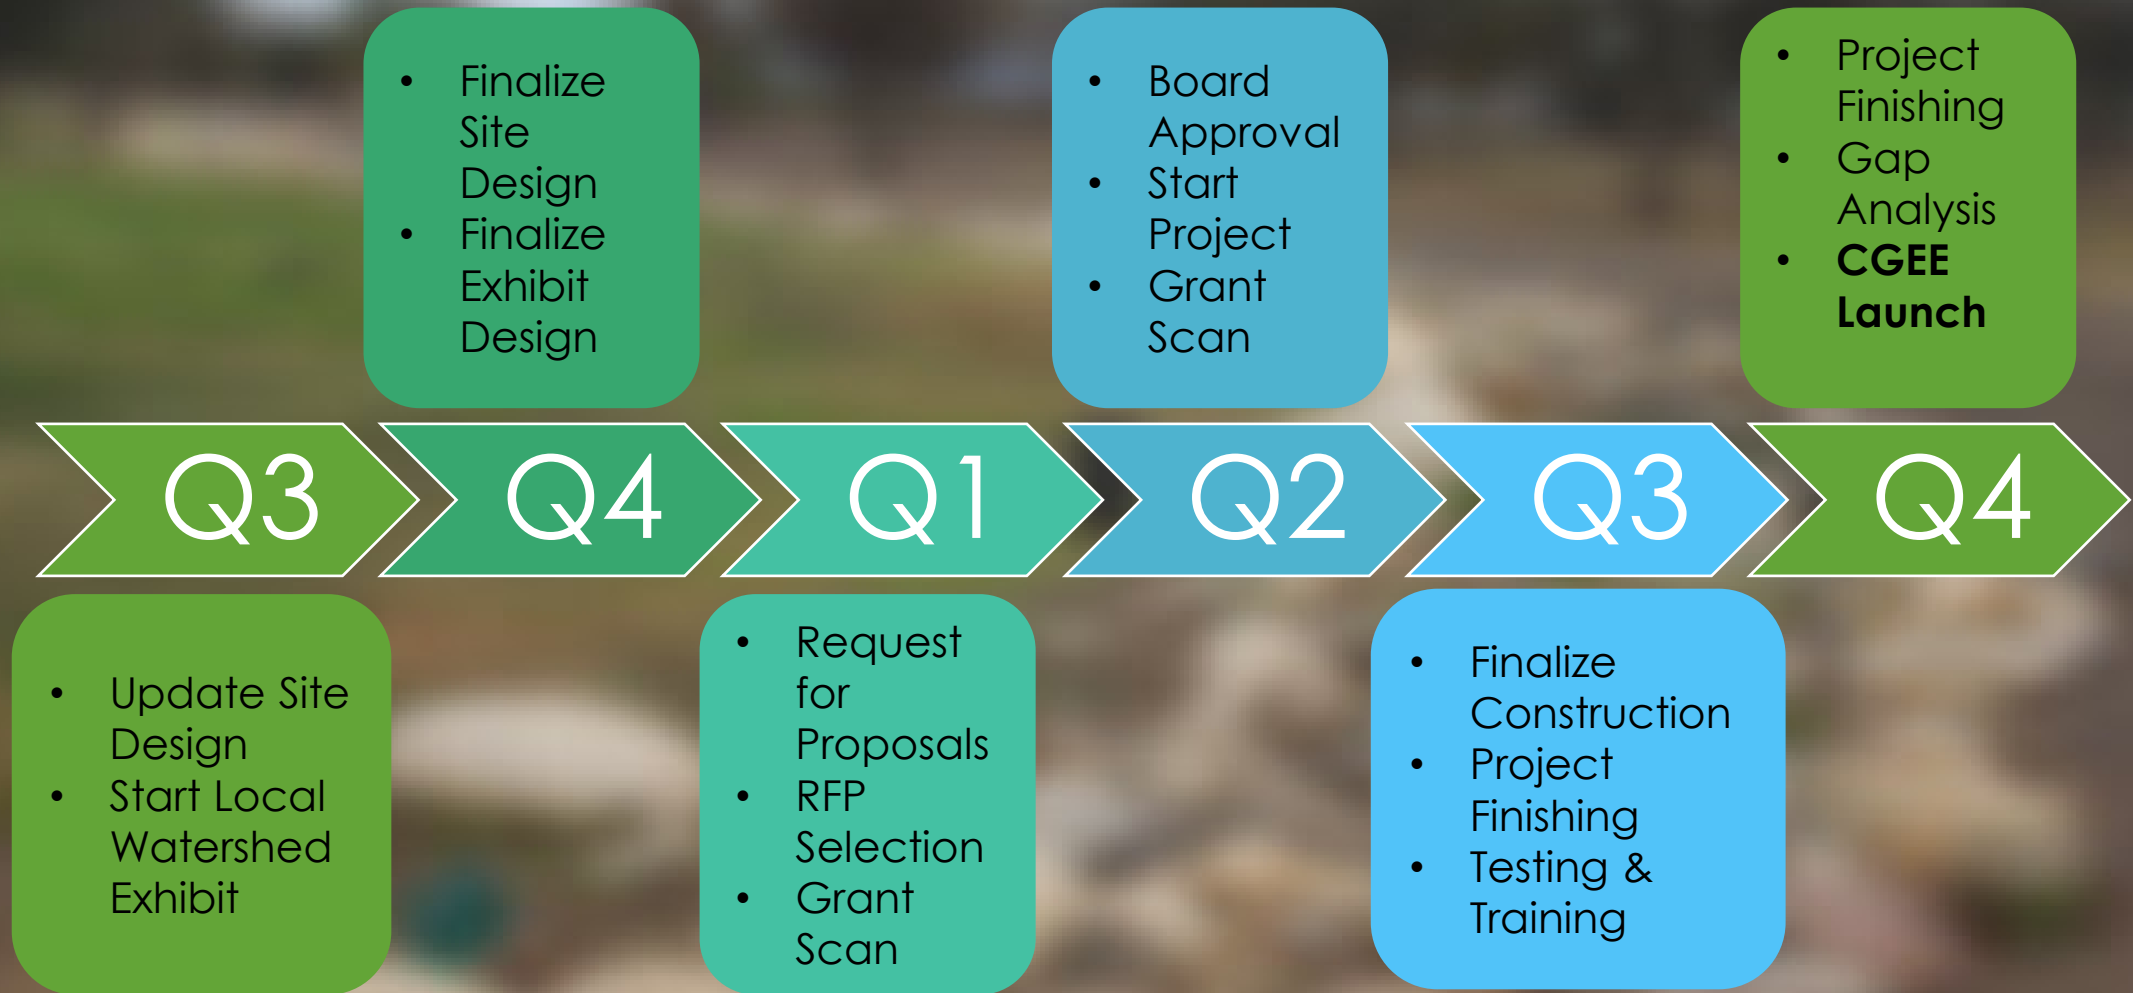 • Finalize
Site
Design
• Finalize
Exhibit
Design
• Board
Approval
• Start
Project
• Grant
Scan
• Project
Finishing
• Gap
Analysis
• CGEE
Launch
Q3
Q4
Q1
Q2
Q3
Q4
• Update Site
Design
• Start Local
Watershed
Exhibit
• Request
for
Proposals
• RFP
Selection
• Grant
Scan
• Finalize
Construction
• Project
Finishing
• Testing &
Training